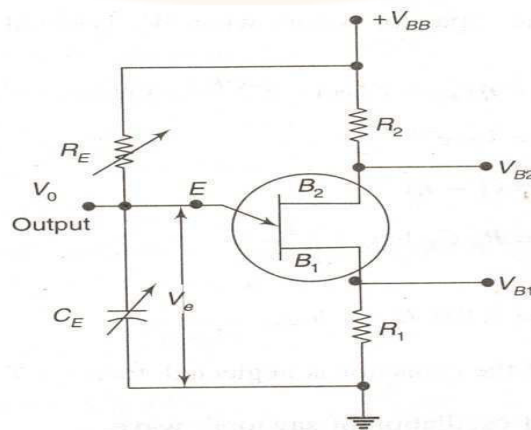 +V_BB
R_2
R_E
V_0
E
B_2
V_B2
Output
B_1
V_B1
V_e
C_E
R_1